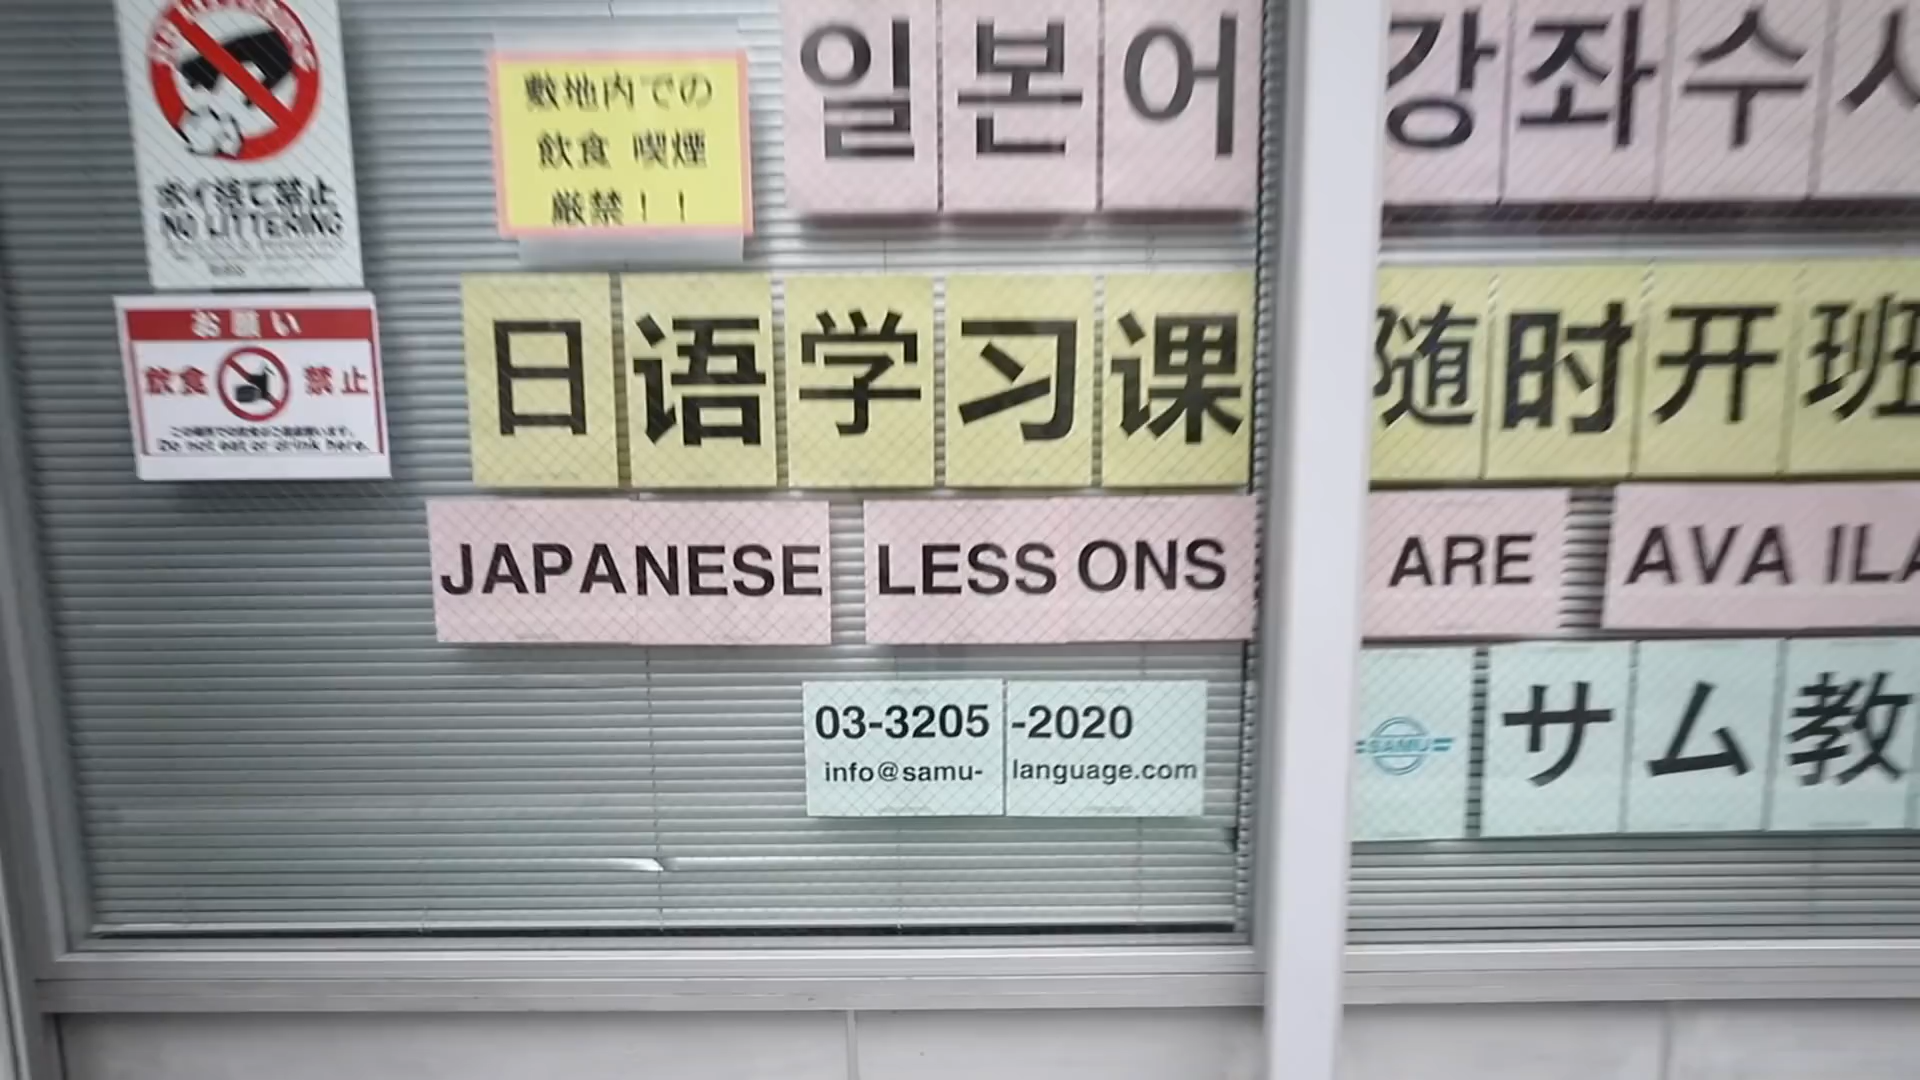 ポイ捨て禁止
NO LITTERING
お願い
飲食 禁止
Do not eat or drink here.
敷地内での
飲食 喫煙
厳禁！！
일본어 강좌수시
日语学习课 随时开班
JAPANESE LESSONS ARE AVAILA
03-3205-2020
info@samu-language.com
SAMU サム教